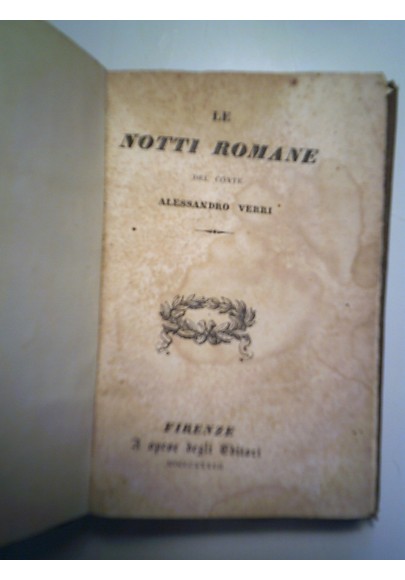 LE
NOTTI ROMANE
DEL CONTE
ALESSANDRO VERRI
FIRENZE
A spese degli Editori